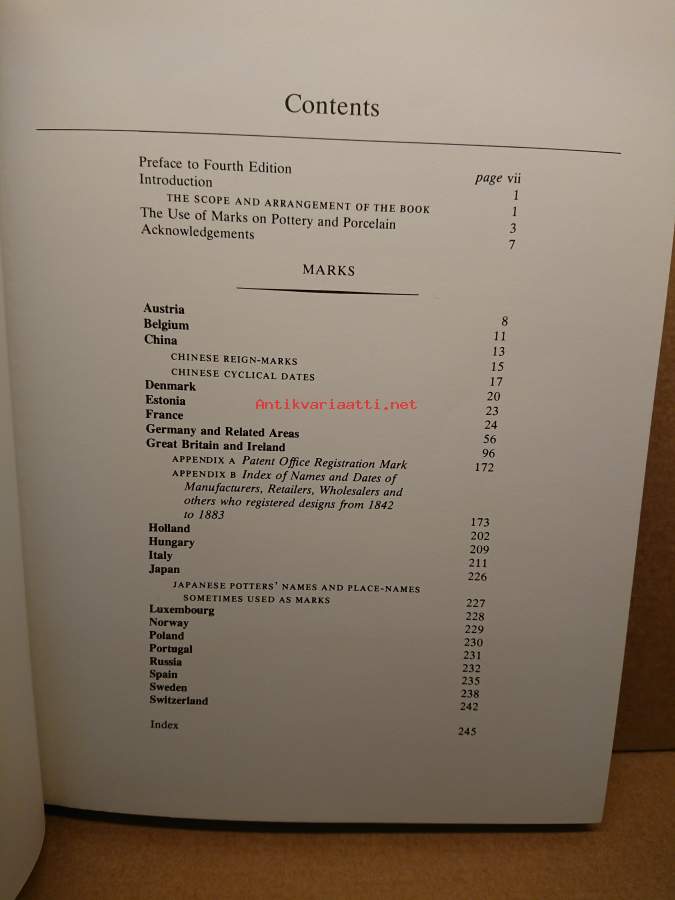 Contents
Preface to Fourth Edition page vii
Introduction 1
THE SCOPE AND ARRANGEMENT OF THE BOOK 1
The Use of Marks on Pottery and Porcelain 3
Acknowledgements 7
MARKS
Austria 8
Belgium 11
China 13
CHINESE REIGN-MARKS 15
CHINESE CYCLICAL DATES 17
Denmark 20
Estonia 23
France 24
Germany and Related Areas 56
Great Britain and Ireland 96
APPENDIX A Patent Office Registration Mark 172
APPENDIX B Index of Names and Dates of
Manufacturers, Retailers, Wholesalers and
others who registered designs from 1842
to 1883 173
Holland 202
Hungary 209
Italy 211
Japan 226
JAPANESE POTTERS' NAMES AND PLACE-NAMES
SOMETIMES USED AS MARKS 227
Luxembourg 228
Norway 229
Poland 230
Portugal 231
Russia 232
Spain 235
Sweden 238
Switzerland 242
Index 245
Antikvariaatti.net